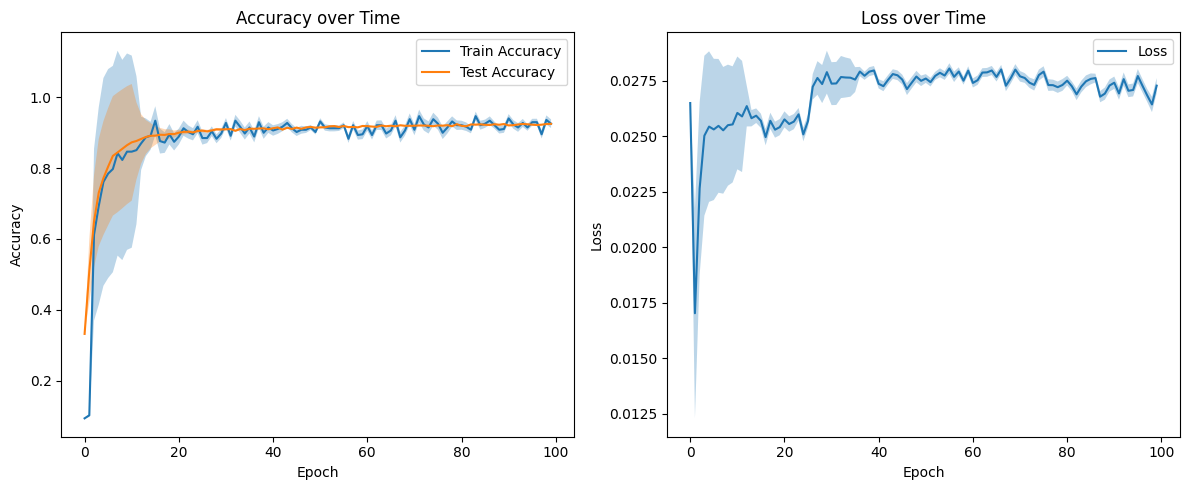 Accuracy over Time
Train Accuracy
Test Accuracy
Accuracy
1.0
0.8
0.6
0.4
0.2
0 20 40 60 80 100
Epoch
Loss over Time
Loss
Loss
0.0275
0.0250
0.0225
0.0200
0.0175
0.0150
0.0125
0 20 40 60 80 100
Epoch